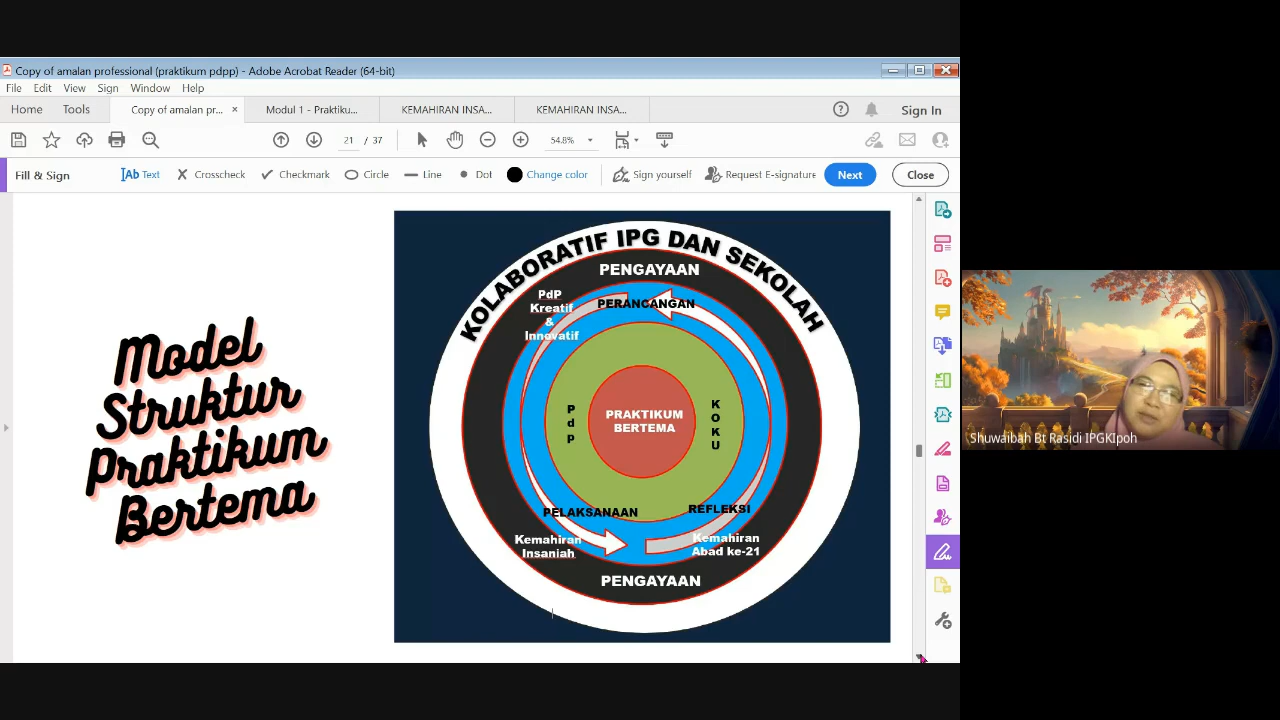 Copy of amalan professional (praktikum pdpp) - Adobe Acrobat Reader (64-bit)
File Edit View Sign Window Help
Home Tools Copy of amalan pr... × Modul 1 - Praktiku... KEMAHIRAN INSA... KEMAHIRAN INSA... Sign In
21 / 37 54.8%
Fill & Sign Ab Text Crosscheck Checkmark Circle Line Dot Change color Sign yourself Request E-signature Next Close
Model
Struktur
Praktikum
Bertema
KOLABORATIF IPG DAN SEKOLAH
PENGAYAAN
PdP
Kreatif
&
Innovatif
PERANCANGAN
PdP
PRAKTIKUM
BERTEMA
KOKU
PELAKSANAAN
REFLEKSI
Kemahiran
Insaniah
Kemahiran
Abad ke-21
PENGAYAAN
Shuwaibah Bt Rasidi IPGKIpoh